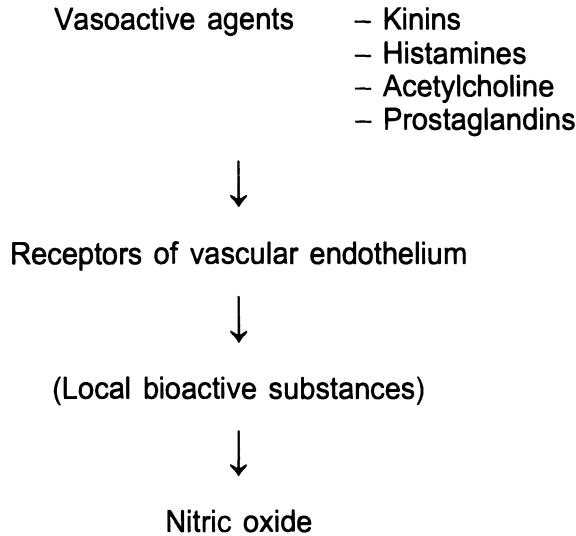 Vasoactive agents – Kinins
– Histamines
– Acetylcholine
– Prostaglandins
↓
Receptors of vascular endothelium
↓
(Local bioactive substances)
↓
Nitric oxide